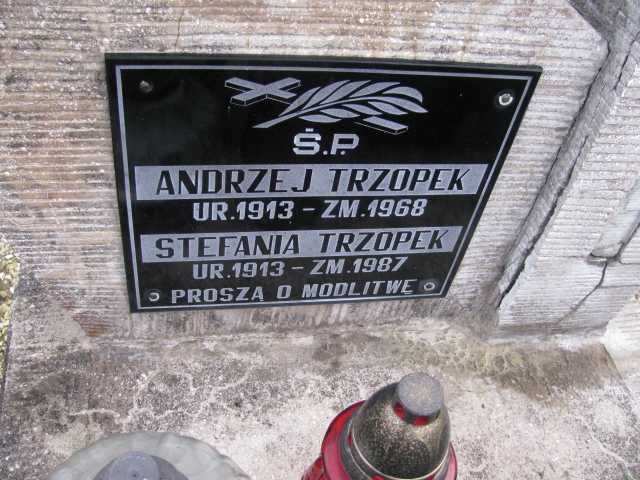 Ś.P.
ANDRZEJ TRZOPEK
UR.1913 - ZM.1968
STEFANIA TRZOPEK
UR.1913 - ZM.1987
PROSZĄ O MODLITWĘ